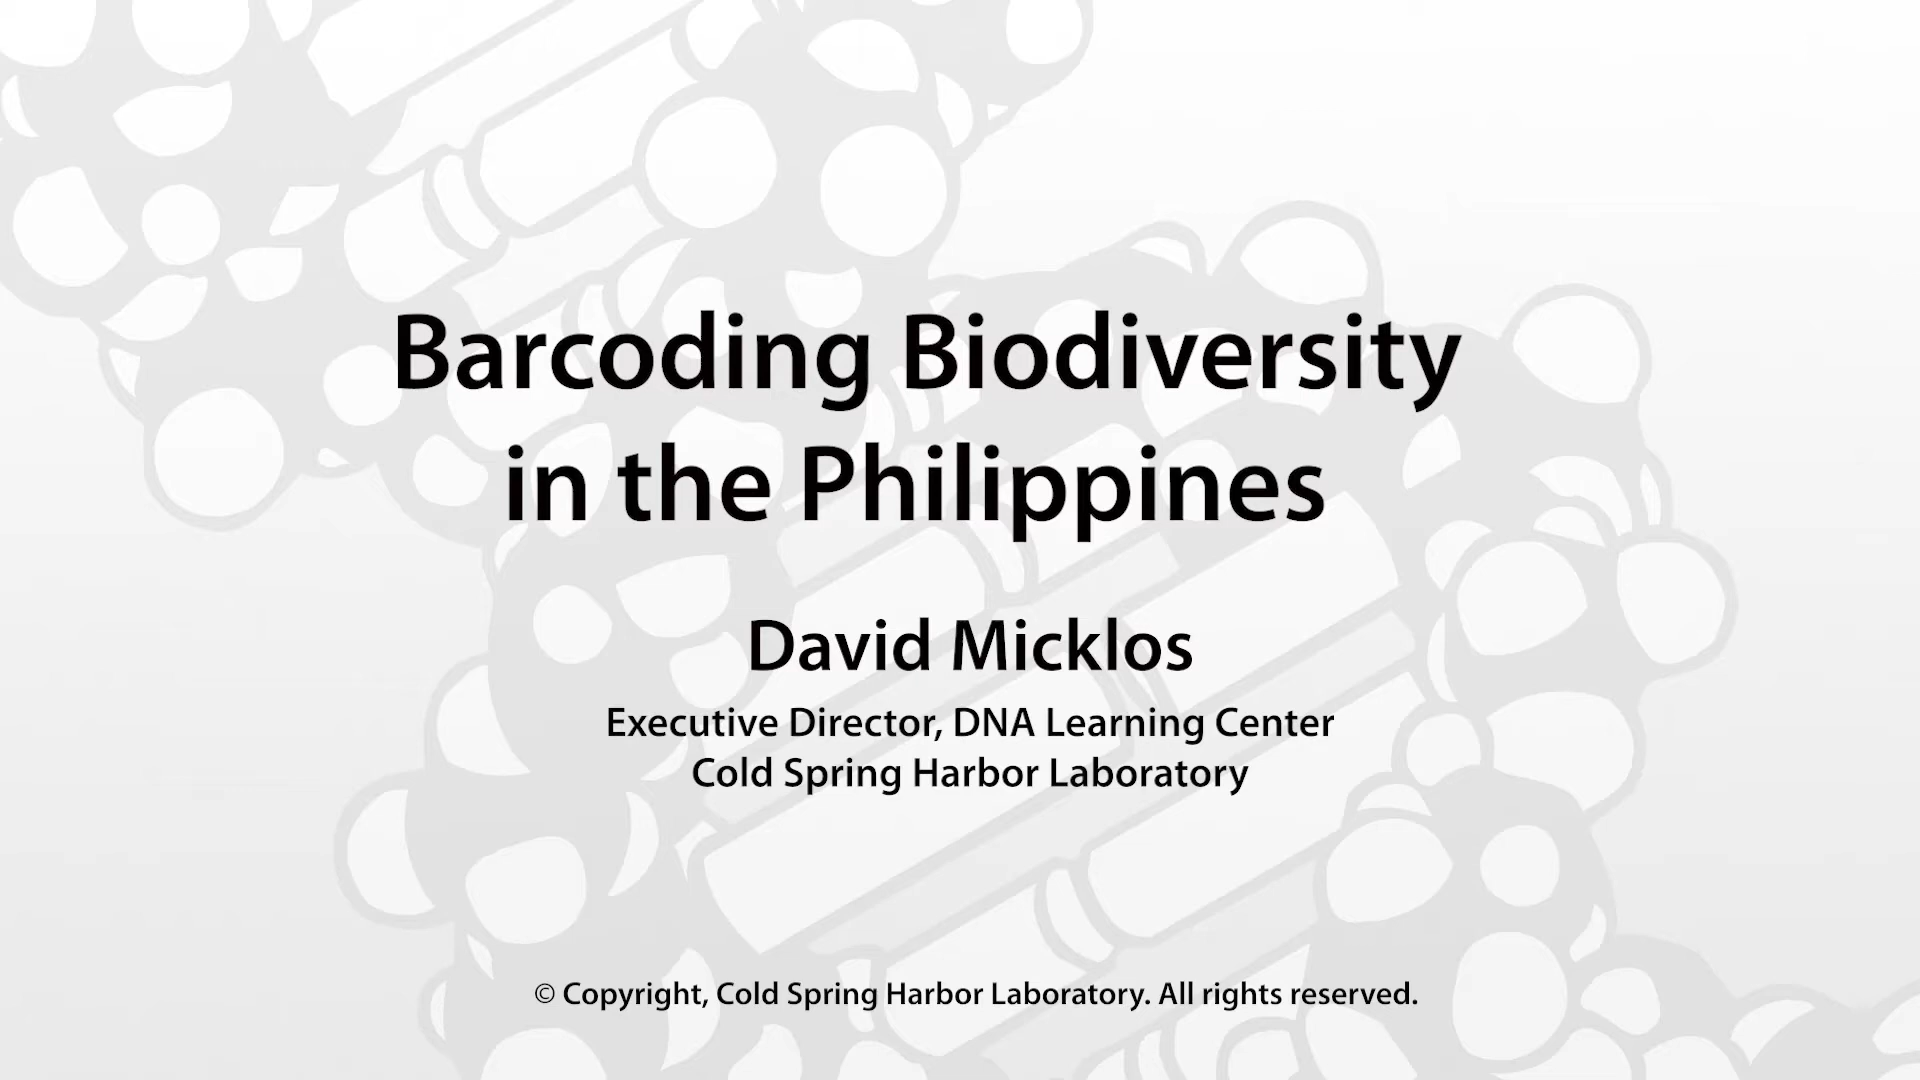 Barcoding Biodiversity
in the Philippines
David Micklos
Executive Director, DNA Learning Center
Cold Spring Harbor Laboratory
© Copyright, Cold Spring Harbor Laboratory. All rights reserved.